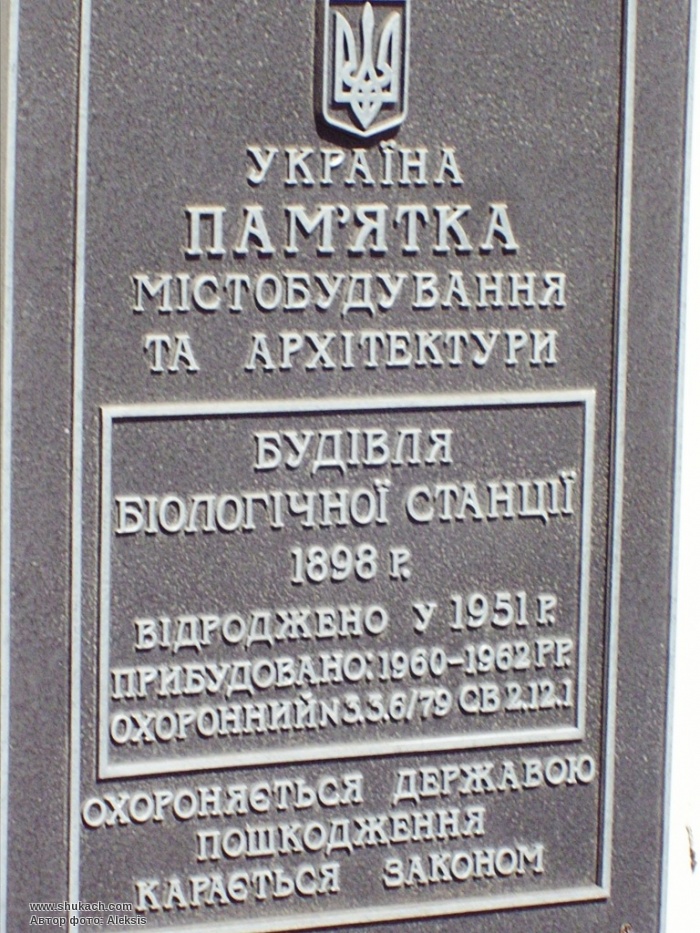 УКРАЇНА
ПАМ'ЯТКА
МІСТОБУДУВАННЯ
ТА АРХІТЕКТУРИ
БУДІВЛЯ
БІОЛОГІЧНОЇ СТАНЦІЇ
1898 Р.
ВІДРОДЖЕНО У 1951 Р.
ПРИБУДОВАНО: 1960-1962 РР.
ОХОРОННИЙ N 3.3.6/79 СВ 2.12.1
ОХОРОНЯЄТЬСЯ ДЕРЖАВОЮ
ПОШКОДЖЕННЯ
КАРАЄТЬСЯ ЗАКОНОМ
www.shukach.com
Автор фото: Aleksis